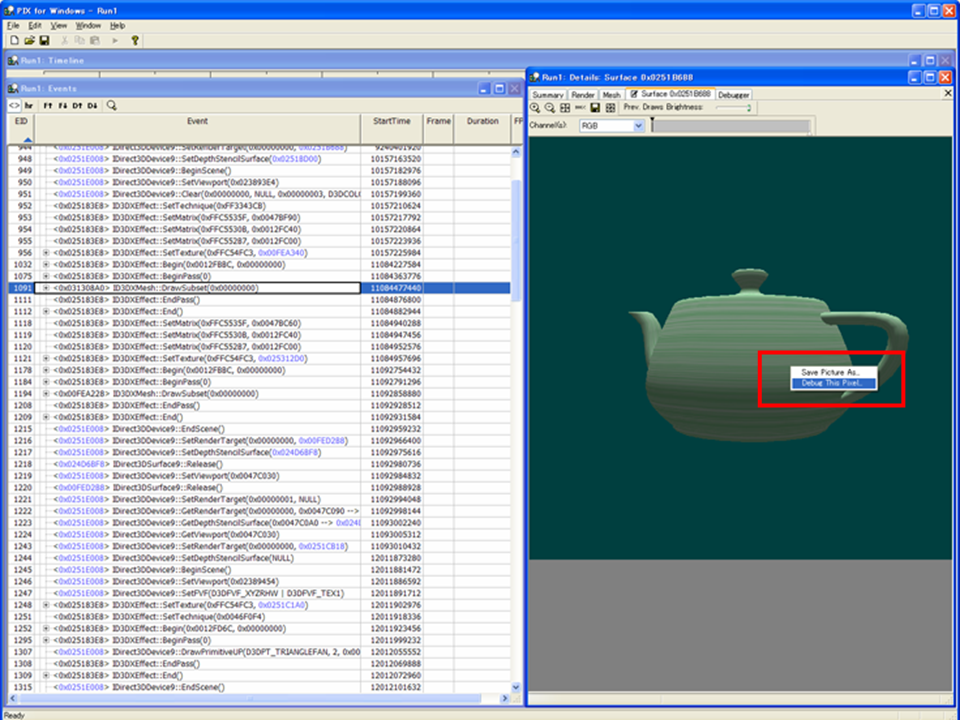 PIX for Windows - Run1
File Edit View Window Help
Run1: Timeline
Run1: Events
EID Event StartTime Frame Duration FP
944 <0x0251E008> IDirect3DDevice9::SetRenderTarget(0x00000000, 9240401920
948 <0x0251E008> IDirect3DDevice9::SetDepthStencilSurface(0x0251BD00) 10157163520
949 <0x0251E008> IDirect3DDevice9::BeginScene() 10157182976
950 <0x0251E008> IDirect3DDevice9::SetViewport(0x023893E4) 10157188096
951 <0x0251E008> IDirect3DDevice9::Clear(0x00000000, NULL, 0x00000003, D3DCOL 10157199360
952 <0x025183E8> ID3DXEffect::SetTechnique(0xFF3343CB) 10157210624
953 <0x025183E8> ID3DXEffect::SetMatrix(0xFFC5535F, 0x0047BF90) 10157217792
954 <0x025183E8> ID3DXEffect::SetMatrix(0xFFC5530B, 0x0012FC40) 10157220864
955 <0x025183E8> ID3DXEffect::SetMatrix(0xFFC552B7, 0x0012FC00) 10157223936
956 <0x025183E8> ID3DXEffect::SetTexture(0xFFC54FC3, 0x00FEA340) 10157225984
1032 <0x025183E8> ID3DXEffect::Begin(0x0012FBBC, 0x00000000) 11084227584
1075 <0x025183E8> ID3DXEffect::BeginPass(0) 11084363776
1091 <0x031308A0> ID3DXMesh::DrawSubset(0x00000000) 11084477440
1111 <0x025183E8> ID3DXEffect::EndPass() 11084876800
1112 <0x025183E8> ID3DXEffect::End() 11084882944
1118 <0x025183E8> ID3DXEffect::SetMatrix(0xFFC5535F, 0x0047BC60) 11084940288
1119 <0x025183E8> ID3DXEffect::SetMatrix(0xFFC5530B, 0x0012FC40) 11084947456
1120 <0x025183E8> ID3DXEffect::SetMatrix(0xFFC552B7, 0x0012FC00) 11084952576
1121 <0x025183E8> ID3DXEffect::SetTexture(0xFFC54FC3, 0x025312D0) 11084957696
1178 <0x025183E8> ID3DXEffect::Begin(0x0012FBBC, 0x00000000) 11092754432
1184 <0x025183E8> ID3DXEffect::BeginPass(0) 11092791296
1194 <0x00FEA228> ID3DXMesh::DrawSubset(0x00000000) 11092858880
1208 <0x025183E8> ID3DXEffect::EndPass() 11092928512
1209 <0x025183E8> ID3DXEffect::End() 11092931584
1215 <0x0251E008> IDirect3DDevice9::EndScene() 11092959232
1216 <0x0251E008> IDirect3DDevice9::SetRenderTarget(0x00000000, 0x00FED288) 11092966400
1217 <0x0251E008> IDirect3DDevice9::SetDepthStencilSurface(0x024D6BF8) 11092975616
1218 <0x024D6BF8> IDirect3DSurface9::Release() 11092980736
1219 <0x0251E008> IDirect3DDevice9::SetViewport(0x0047C030) 11092984832
1220 <0x00FED288> IDirect3DSurface9::Release() 11092988928
1221 <0x0251E008> IDirect3DDevice9::SetRenderTarget(0x00000001, NULL) 11092994048
1222 <0x0251E008> IDirect3DDevice9::GetRenderTarget(0x00000000, 0x0047C090 --> 11092998144
1223 <0x0251E008> IDirect3DDevice9::GetDepthStencilSurface(0x0047C0A0 --> 0x024I 11093002240
1224 <0x0251E008> IDirect3DDevice9::GetViewport(0x0047C030) 11093005312
1243 <0x0251E008> IDirect3DDevice9::SetRenderTarget(0x00000000, 0x0251CB18) 11093010432
1244 <0x0251E008> IDirect3DDevice9::SetDepthStencilSurface(NULL) 12011873280
1245 <0x0251E008> IDirect3DDevice9::BeginScene() 12011881472
1246 <0x0251E008> IDirect3DDevice9::SetViewport(0x02389454) 12011886592
1247 <0x0251E008> IDirect3DDevice9::SetFVF(D3DFVF_XYZRHW | D3DFVF_TEX1) 12011891712
1248 <0x025183E8> ID3DXEffect::SetTexture(0xFFC54FC3, 0x0251C1A0) 12011902976
1251 <0x025183E8> ID3DXEffect::SetTechnique(0x0046F0F4) 12011918336
1252 <0x025183E8> ID3DXEffect::Begin(0x0012FD6C, 0x00000000) 12011923456
1295 <0x025183E8> ID3DXEffect::BeginPass(0) 12011999232
1307 <0x0251E008> IDirect3DDevice9::DrawPrimitiveUP(D3DPT_TRIANGLEFAN, 2, 0x00 12012055552
1308 <0x025183E8> ID3DXEffect::EndPass() 12012069888
1309 <0x025183E8> ID3DXEffect::End() 12012072960
1315 <0x0251E008> IDirect3DDevice9::EndScene() 12012101632
Run1: Details: Surface 0x0251B688
Summary Render Mesh Surface 0x0251B688 Debugger
Prev. Draws Brightness:
Channel(s): RGB
Save Picture As..
Debug This Pixel..
Ready